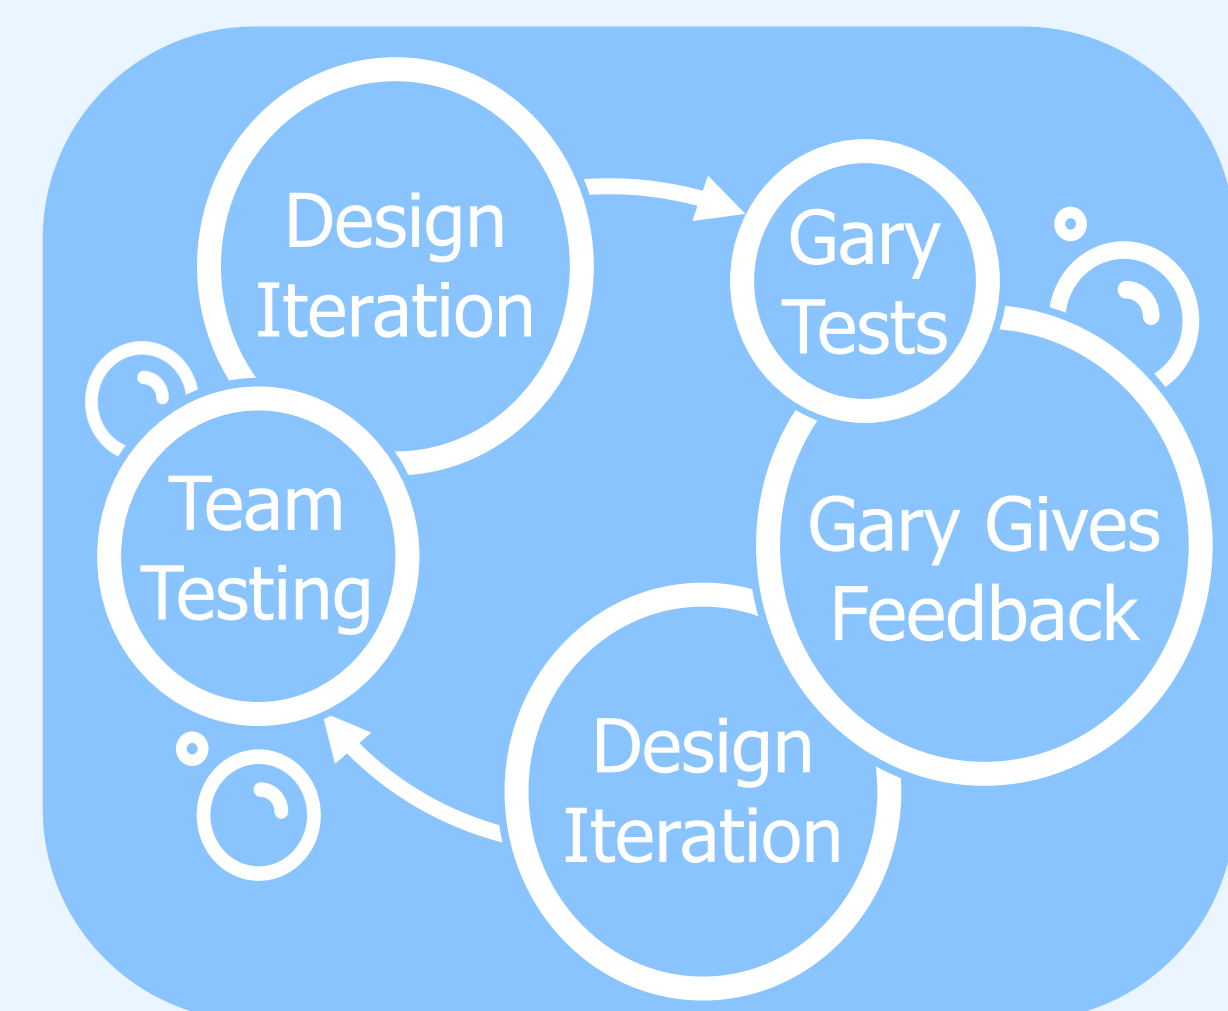 Design
Iteration
Gary
Tests
Gary Gives
Feedback
Design
Iteration
Team
Testing